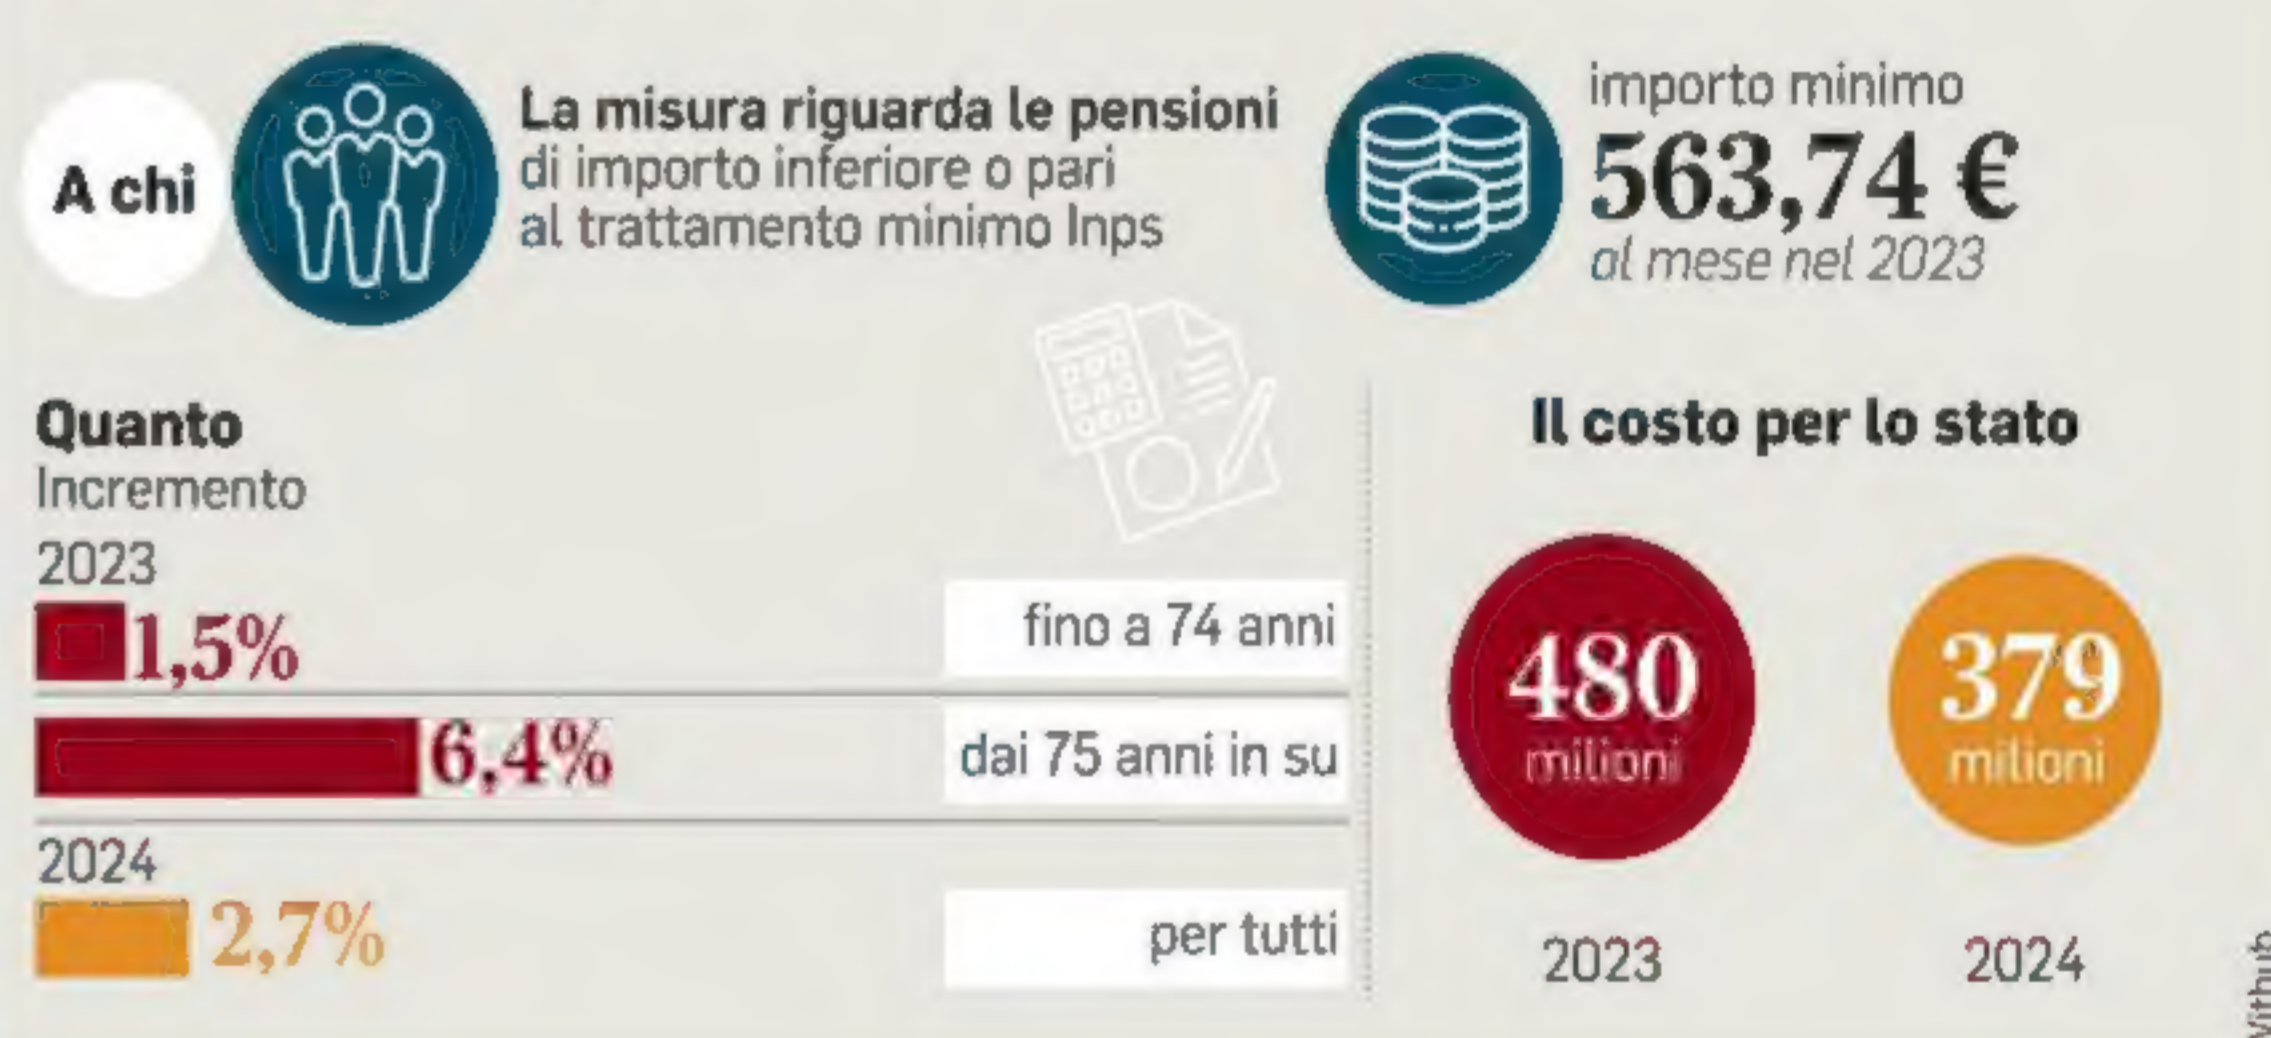 A chi
La misura riguarda le pensioni
di importo inferiore o pari
al trattamento minimo Inps
importo minimo
563,74 €
al mese nel 2023
Quanto
Incremento
2023
1,5%
fino a 74 anni
6,4%
dai 75 anni in su
2024
2,7%
per tutti
Il costo per lo stato
480
milioni
2023
379
milioni
2024
Withub